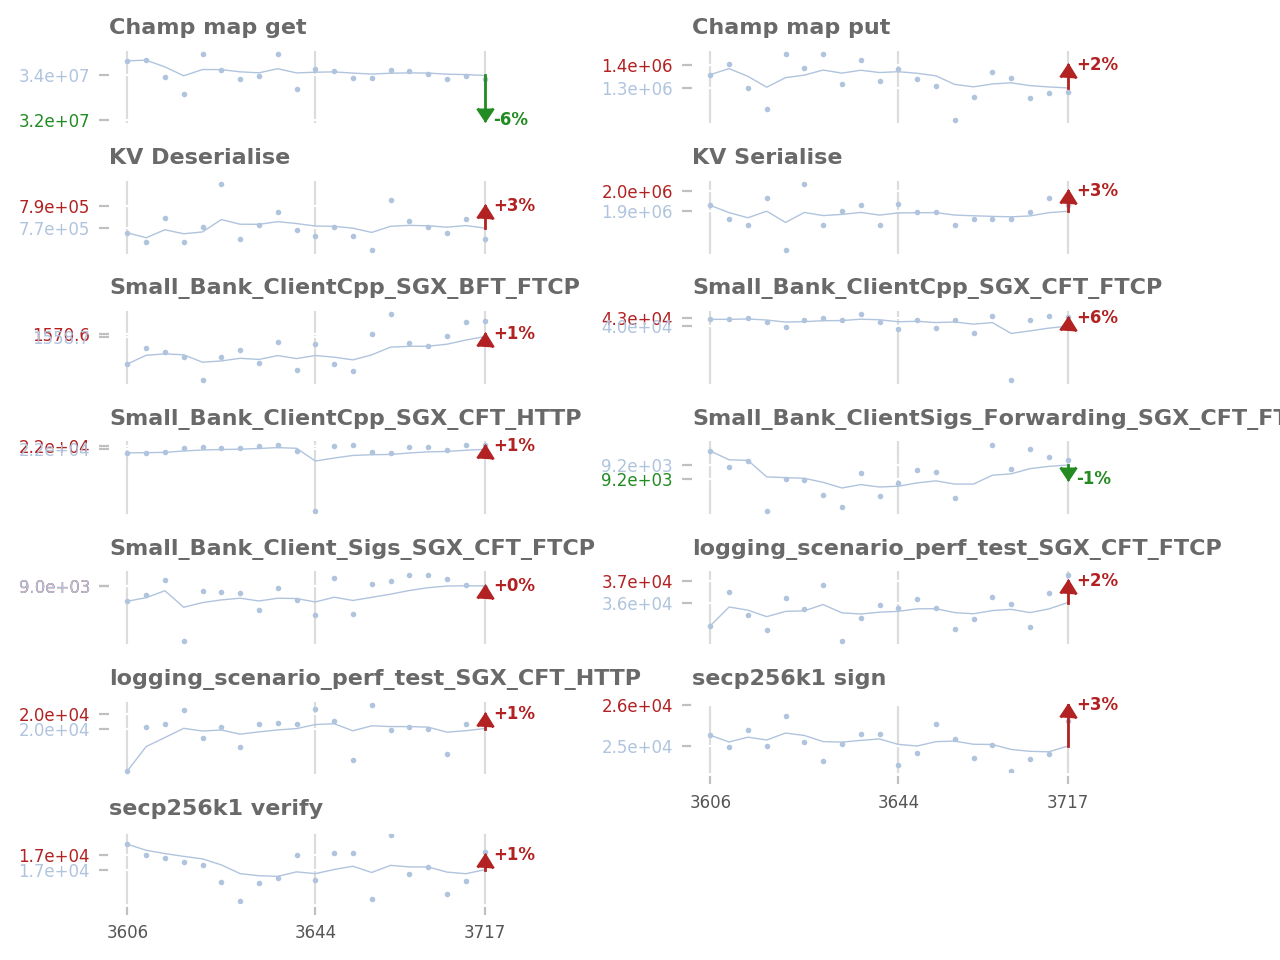 Champ map get
3.4e+07
3.2e+07
-6%
Champ map put
1.4e+06
1.3e+06
+2%
KV Deserialise
7.9e+05
7.7e+05
+3%
KV Serialise
2.0e+06
1.9e+06
+3%
Small_Bank_ClientCpp_SGX_BFT_FTCP
1570.6
+1%
Small_Bank_ClientCpp_SGX_CFT_FTCP
4.3e+04
4.0e+04
+6%
Small_Bank_ClientCpp_SGX_CFT_HTTP
2.2e+04
2.2e+04
+1%
Small_Bank_ClientSigs_Forwarding_SGX_CFT_FT
9.2e+03
9.2e+03
-1%
Small_Bank_Client_Sigs_SGX_CFT_FTCP
9.0e+03
+0%
logging_scenario_perf_test_SGX_CFT_FTCP
3.7e+04
3.6e+04
+2%
logging_scenario_perf_test_SGX_CFT_HTTP
2.0e+04
2.0e+04
+1%
secp256k1 sign
2.6e+04
2.5e+04
+3%
3606 3644 3717
secp256k1 verify
1.7e+04
1.7e+04
+1%
3606 3644 3717